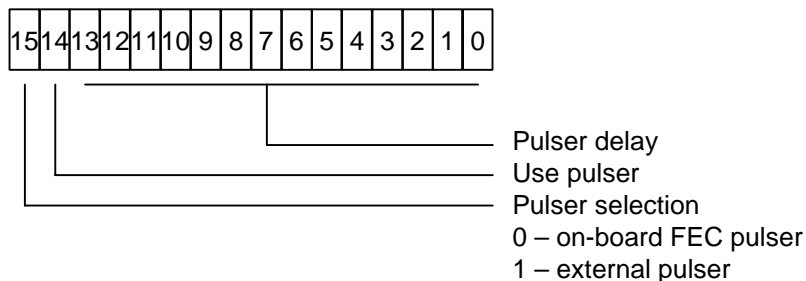 15 14 13 12 11 10 9 8 7 6 5 4 3 2 1 0
Pulser delay
Use pulser
Pulser selection
0 – on-board FEC pulser
1 – external pulser